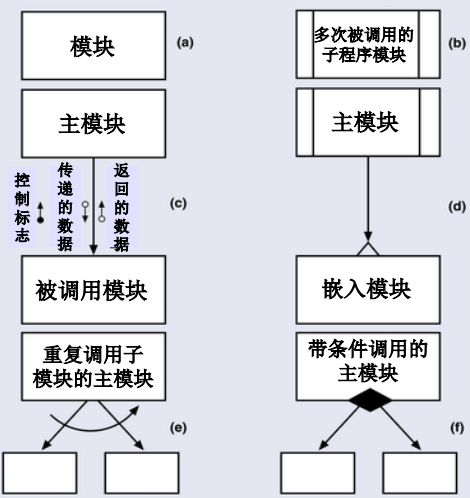 模块
(a)
多次被调用的
子程序模块
(b)
主模块
主模块
控制标志
传递的数据
返回的数据
(c)
(d)
被调用模块
嵌入模块
重复调用子
模块的主模块
带条件调用的
主模块
(e)
(f)